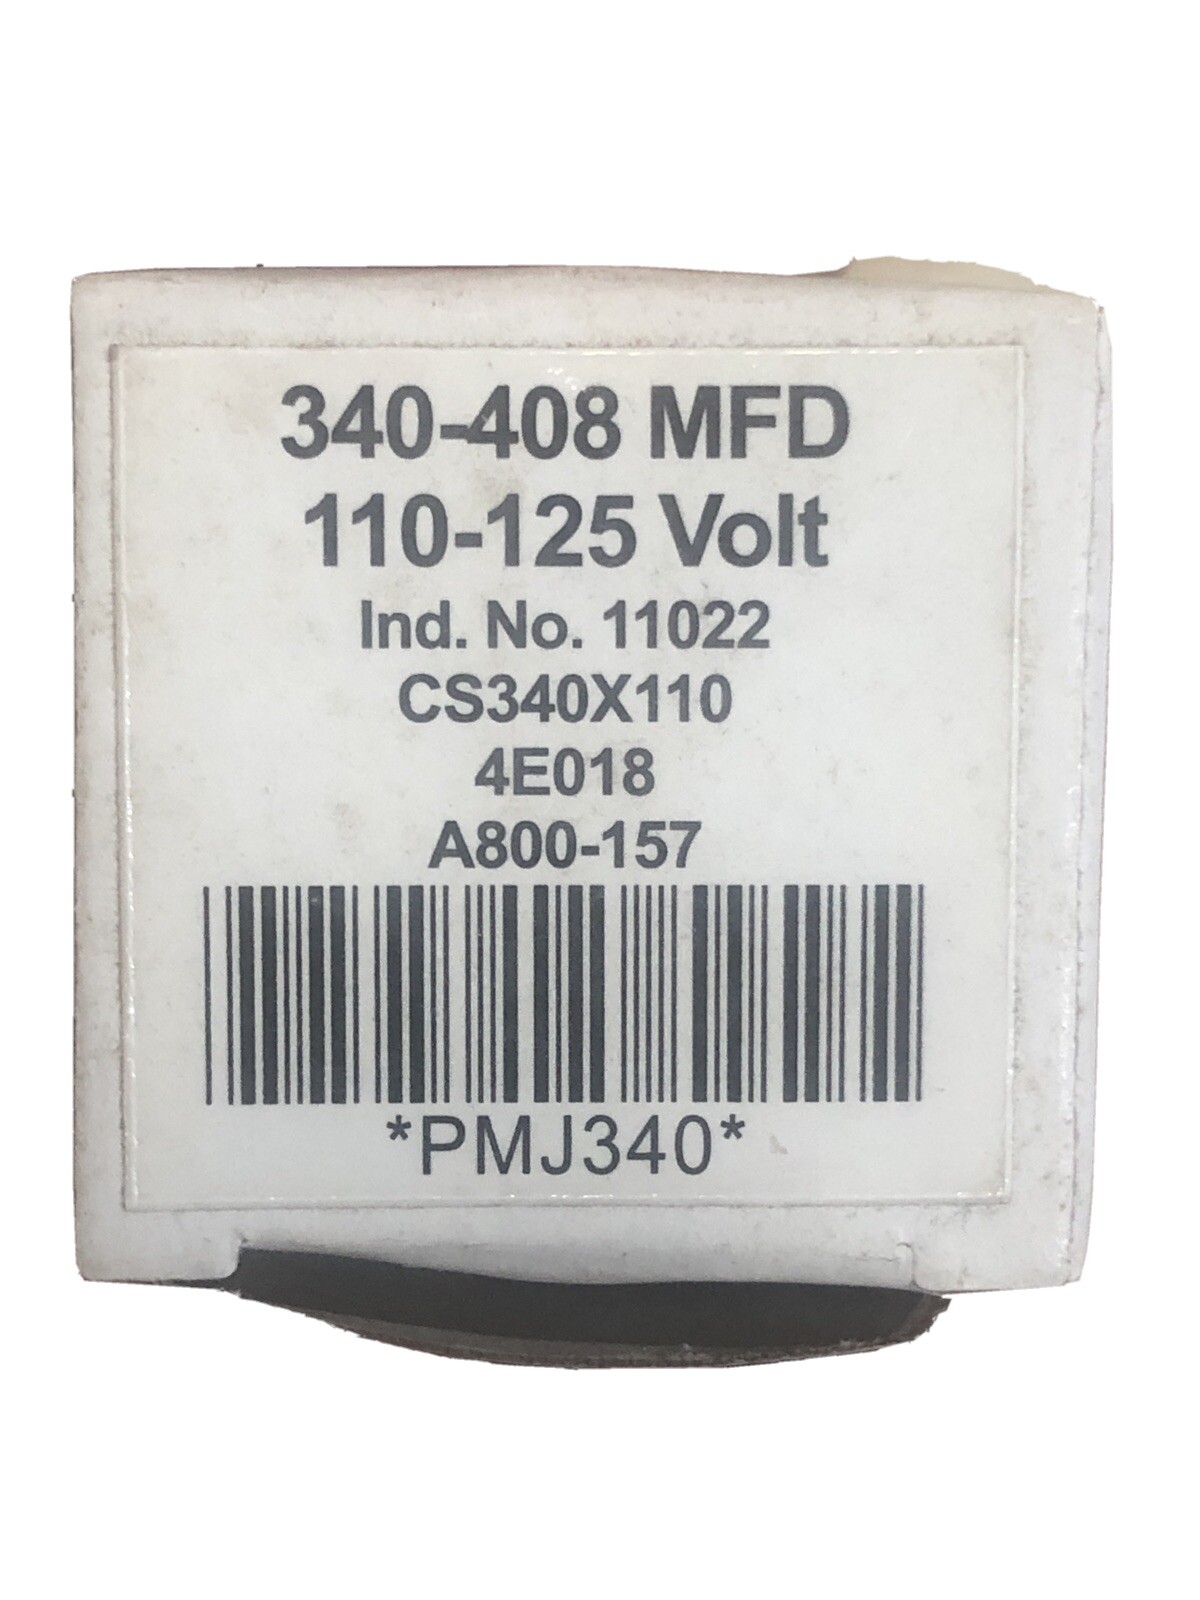 340-408 MFD
110-125 Volt
Ind. No. 11022
CS340X110
4E018
A800-157
*PMJ340*